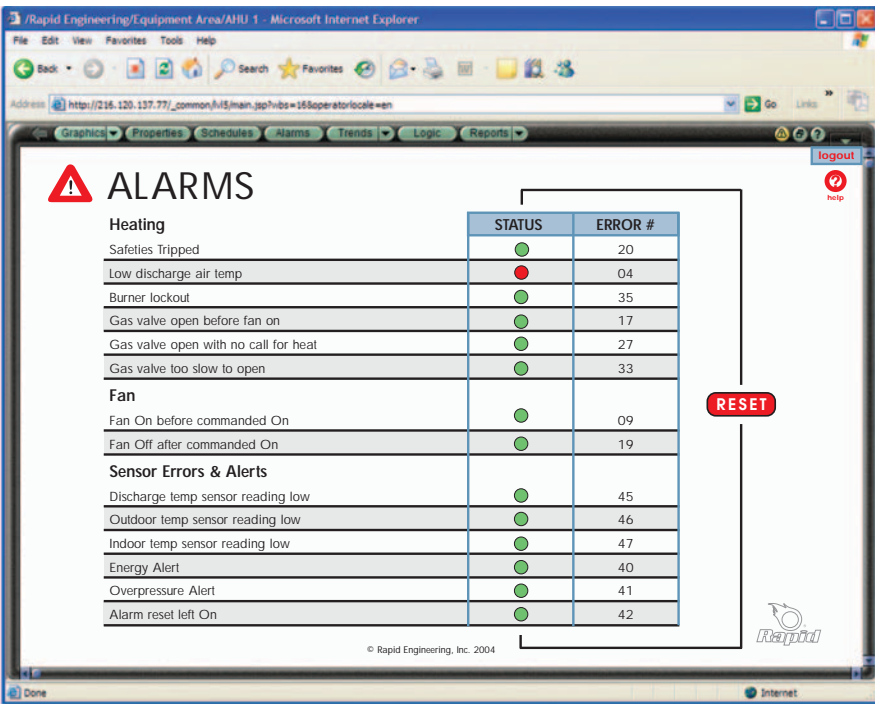 /Rapid Engineering/Equipment Area/AHU 1 - Microsoft Internet Explorer
File Edit View Favorites Tools Help
Back Search Favorites
Address http://216.120.137.77/_common/lvl5/main.jsp?wbs=16&operatorlocale=en Go Links »
Graphics Properties Schedules Alarms Trends Logic Reports ?
logout
! ALARMS ?
help
Heating STATUS ERROR #
Safeties Tripped 20
Low discharge air temp 04
Burner lockout 35
Gas valve open before fan on 17
Gas valve open with no call for heat 27
Gas valve too slow to open 33
Fan
RESET
Fan On before commanded On 09
Fan Off after commanded On 19
Sensor Errors & Alerts
Discharge temp sensor reading low 45
Outdoor temp sensor reading low 46
Indoor temp sensor reading low 47
Energy Alert 40
Overpressure Alert 41
Alarm reset left On 42
Rapid
© Rapid Engineering, Inc. 2004
Done Internet